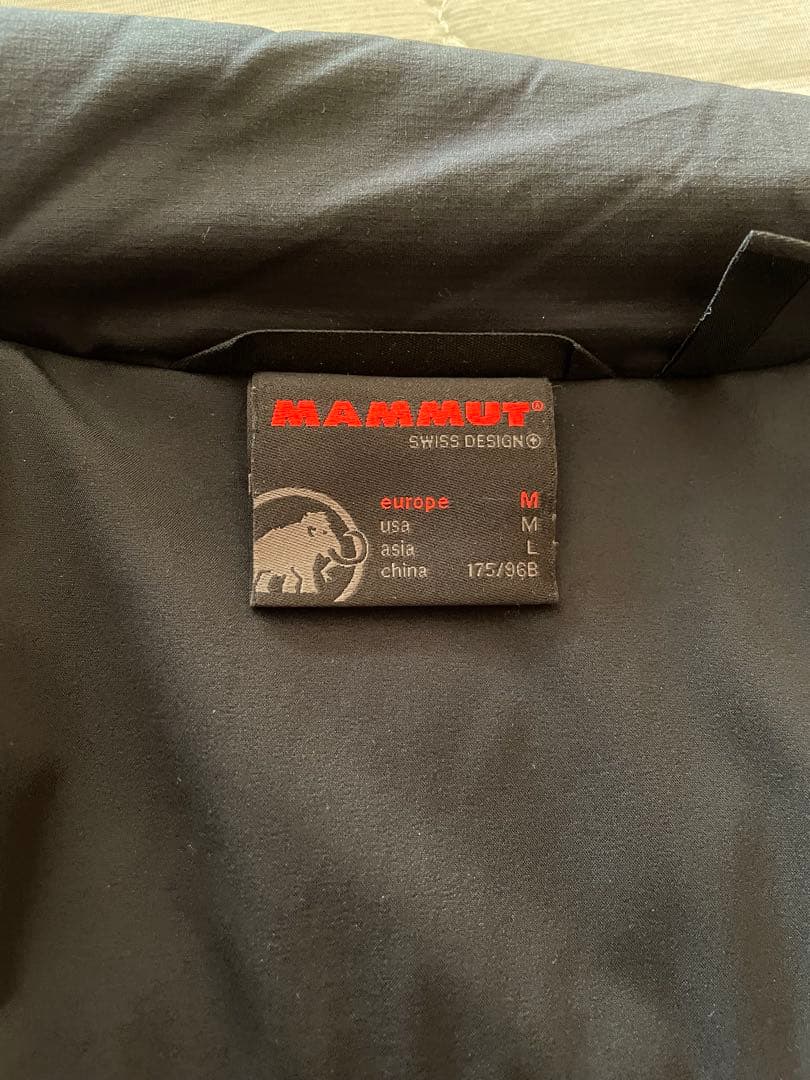 MAMMUT®
SWISS DESIGN
europe M
usa M
asia L
china 175/96B